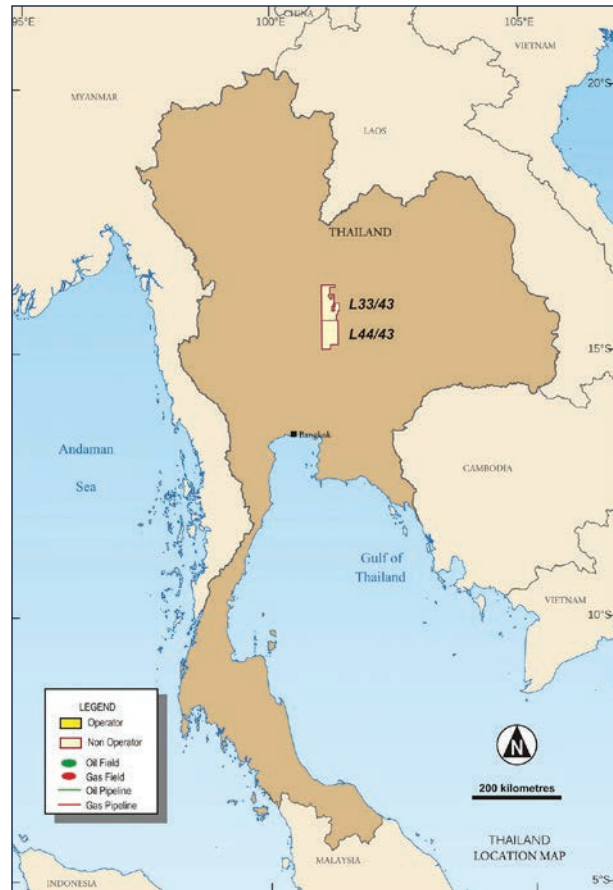 95°E
100°E
105°E
CHINA
VIETNAM
20°S
MYANMAR
LAOS
THAILAND
L33/43
L44/43
15°S
Bangkok
Andaman
Sea
CAMBODIA
Gulf of
Thailand
VIETNAM
10°S
LEGEND
Operator
Non Operator
Oil Field
Gas Field
Oil Pipeline
Gas Pipeline
N
200 kilometres
THAILAND
LOCATION MAP
MALAYSIA
INDONESIA
5°S